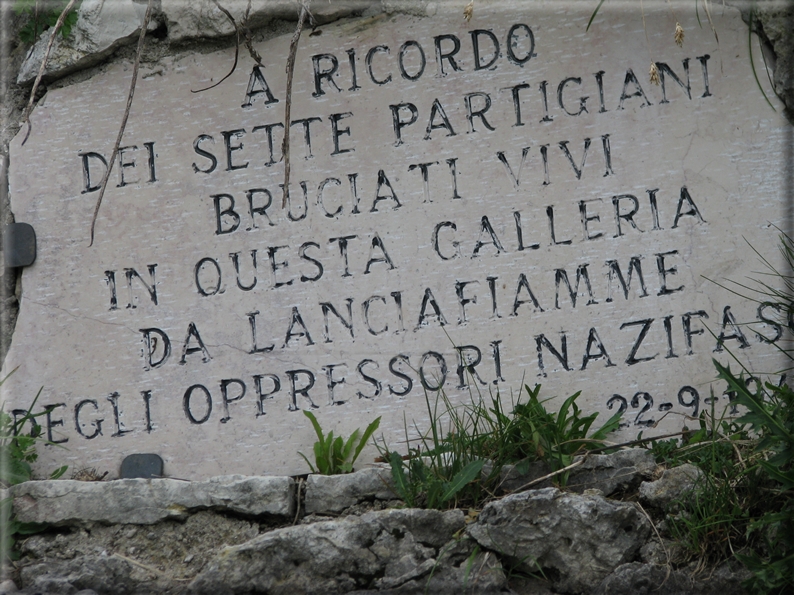 A RICORDO
DEI SETTE PARTIGIANI
BRUCIATI VIVI
IN QUESTA GALLERIA
DA LANCIAFIAMME
DEGLI OPPRESSORI NAZIFAS
22-9-